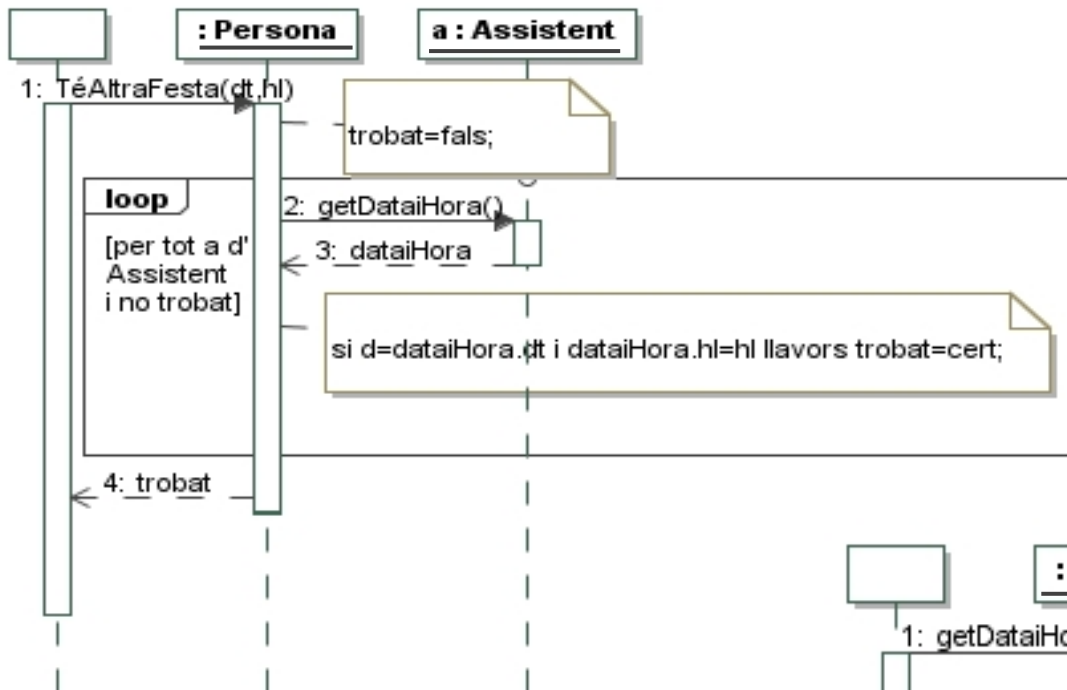 : Persona
a : Assistent
1: TéAltraFesta(dt,hl)
trobat=fals;
loop
2: getDataiHora()
[per tot a d'
Assistent
i no trobat]
3: dataiHora
si d=dataiHora.dt i dataiHora.hl=hl llavors trobat=cert;
4: trobat
:
1: getDataiHo